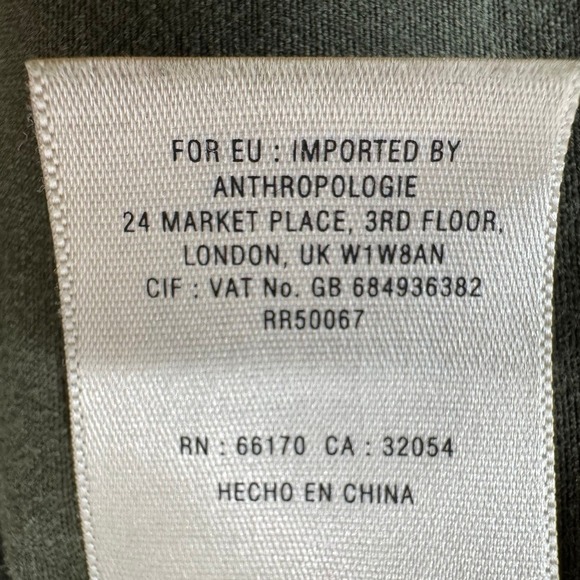 FOR EU : IMPORTED BY
ANTHROPOLOGIE
24 MARKET PLACE, 3RD FLOOR,
LONDON, UK W1W8AN
CIF : VAT No. GB 684936382
RR50067
RN : 66170 CA : 32054
HECHO EN CHINA